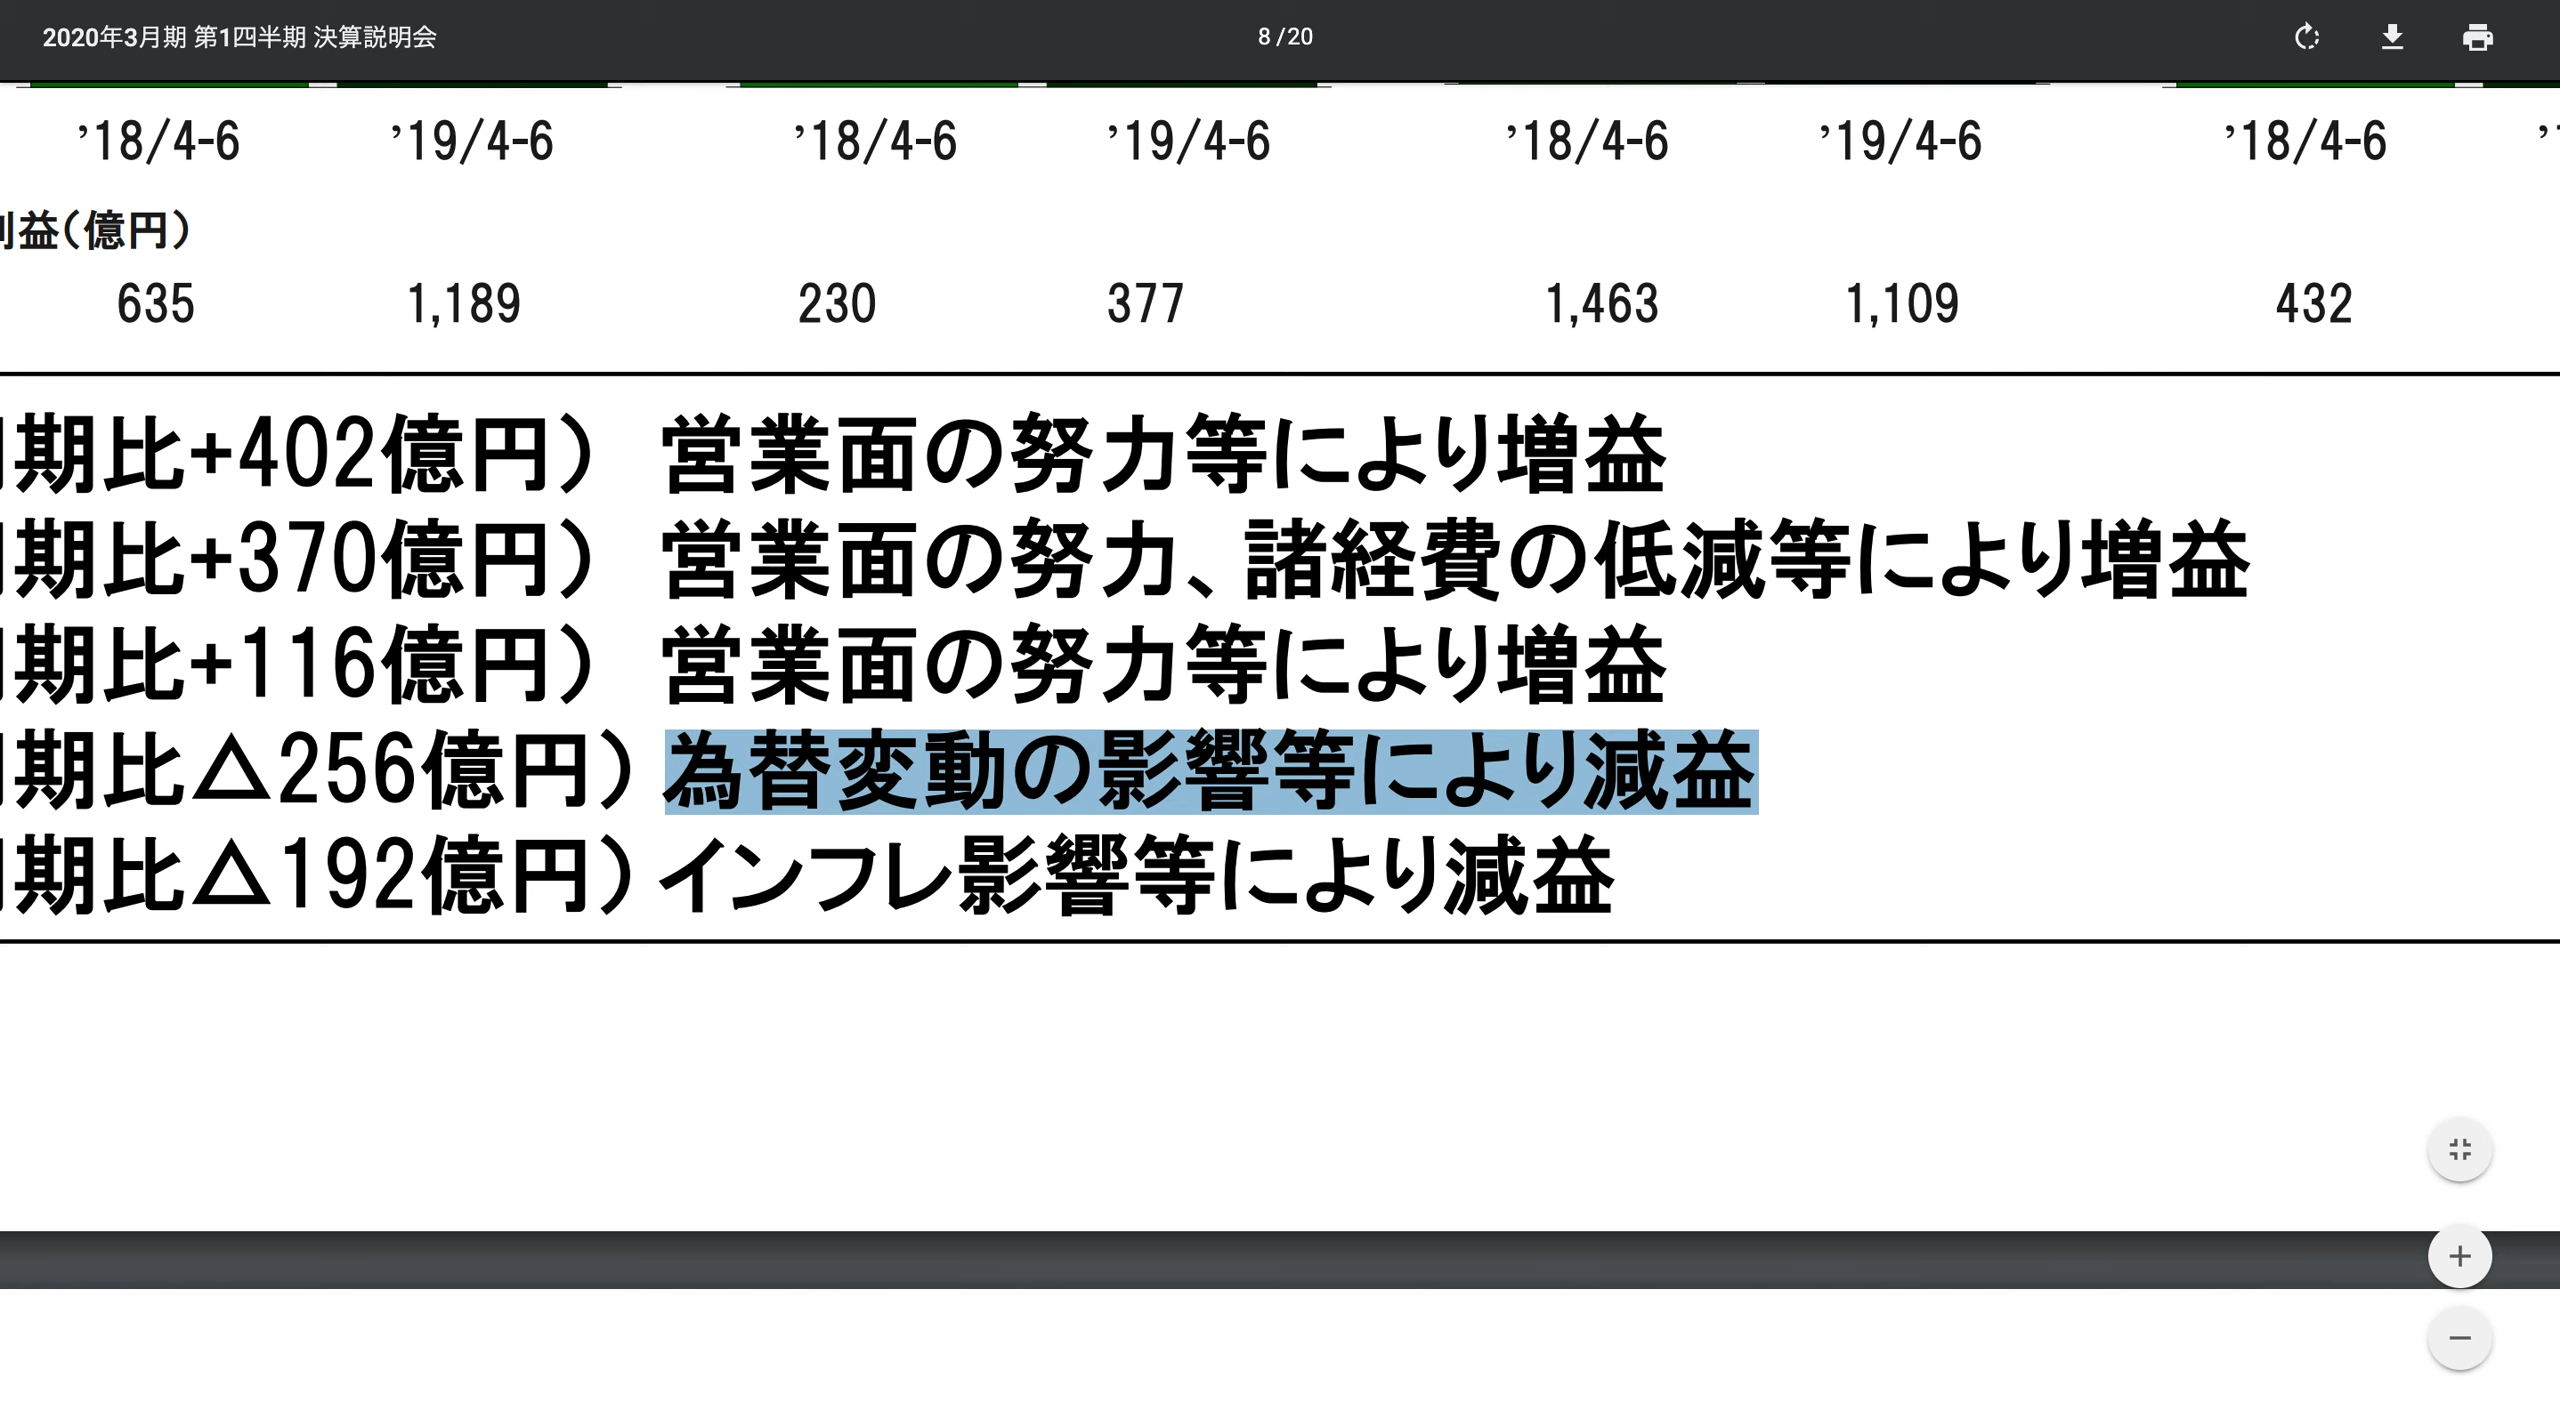 2020年3月期 第1四半期 決算説明会
8 / 20
’18/4-6 ’19/4-6 ’18/4-6 ’19/4-6 ’18/4-6 ’19/4-6 ’18/4-6
益(億円)
635 1,189 230 377 1,463 1,109 432
期比+402億円) 営業面の努力等により増益
期比+370億円) 営業面の努力、諸経費の低減等により増益
期比+116億円) 営業面の努力等により増益
期比△256億円) 為替変動の影響等により減益
期比△192億円) インフレ影響等により減益